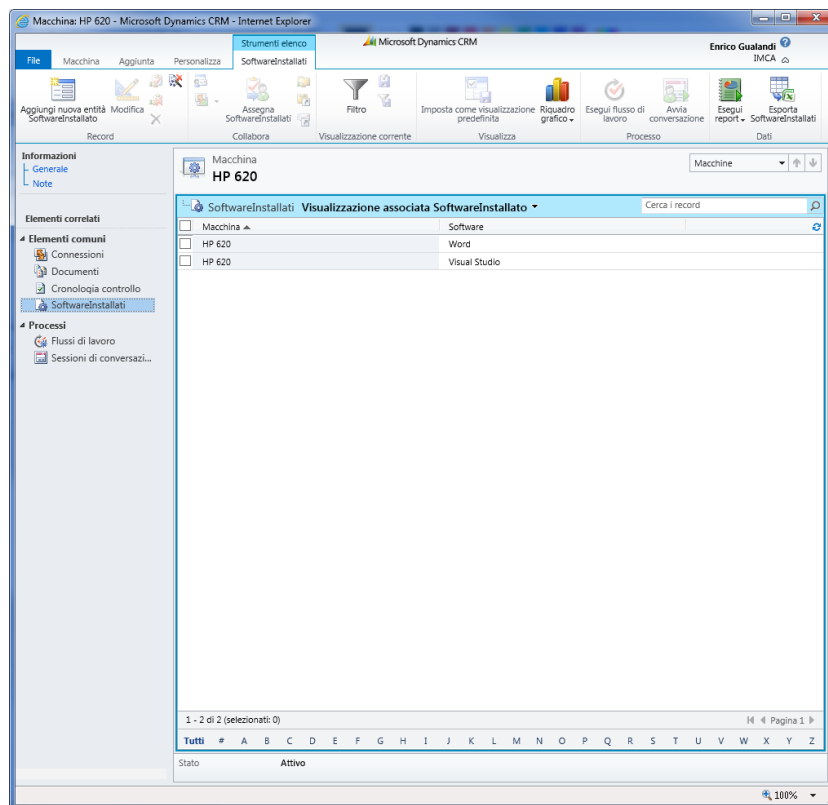 Macchina: HP 620 - Microsoft Dynamics CRM - Internet Explorer
Strumenti elenco
Microsoft Dynamics CRM
Enrico Gualandi
IMCA
File Macchina Aggiunta Personalizza SoftwareInstallati
Aggiungi nuova entità SoftwareInstallato
Modifica
Record
Assegna SoftwareInstallati
Collabora
Filtro
Visualizzazione corrente
Imposta come visualizzazione predefinita
Riquadro grafico
Visualizza
Esegui flusso di lavoro
Avvia conversazione
Processo
Esegui report
Esporta SoftwareInstallati
Dati
Informazioni
Generale
Note
Elementi correlati
Elementi comuni
Connessioni
Documenti
Cronologia controllo
SoftwareInstallati
Processi
Flussi di lavoro
Sessioni di conversazi...
Macchina
HP 620
Macchine
SoftwareInstallati Visualizzazione associata SoftwareInstallato
Cerca i record
Macchina Software
HP 620 Word
HP 620 Visual Studio
1 - 2 di 2 (selezionati: 0)
Pagina 1
Tutti # A B C D E F G H I J K L M N O P Q R S T U V W X Y Z
Stato Attivo
100%